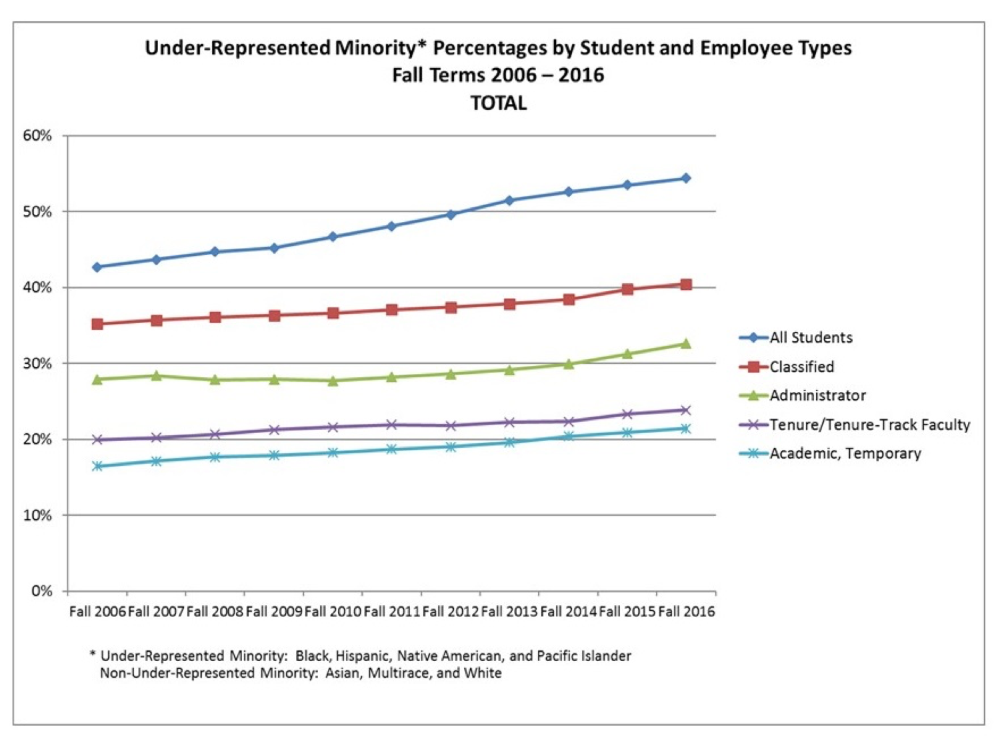 Under-Represented Minority* Percentages by Student and Employee Types
Fall Terms 2006 – 2016
TOTAL
60%
50%
40%
30%
20%
10%
0%
Fall 2006 Fall 2007 Fall 2008 Fall 2009 Fall 2010 Fall 2011 Fall 2012 Fall 2013 Fall 2014 Fall 2015 Fall 2016
All Students
Classified
Administrator
Tenure/Tenure-Track Faculty
Academic, Temporary
* Under-Represented Minority: Black, Hispanic, Native American, and Pacific Islander
Non-Under-Represented Minority: Asian, Multirace, and White